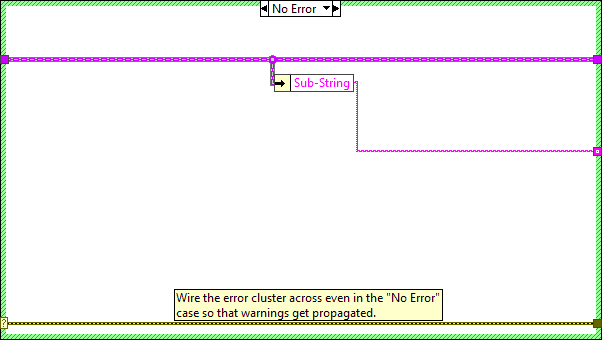 No Error
Sub-String
?
Wire the error cluster across even in the "No Error"
case so that warnings get propagated.